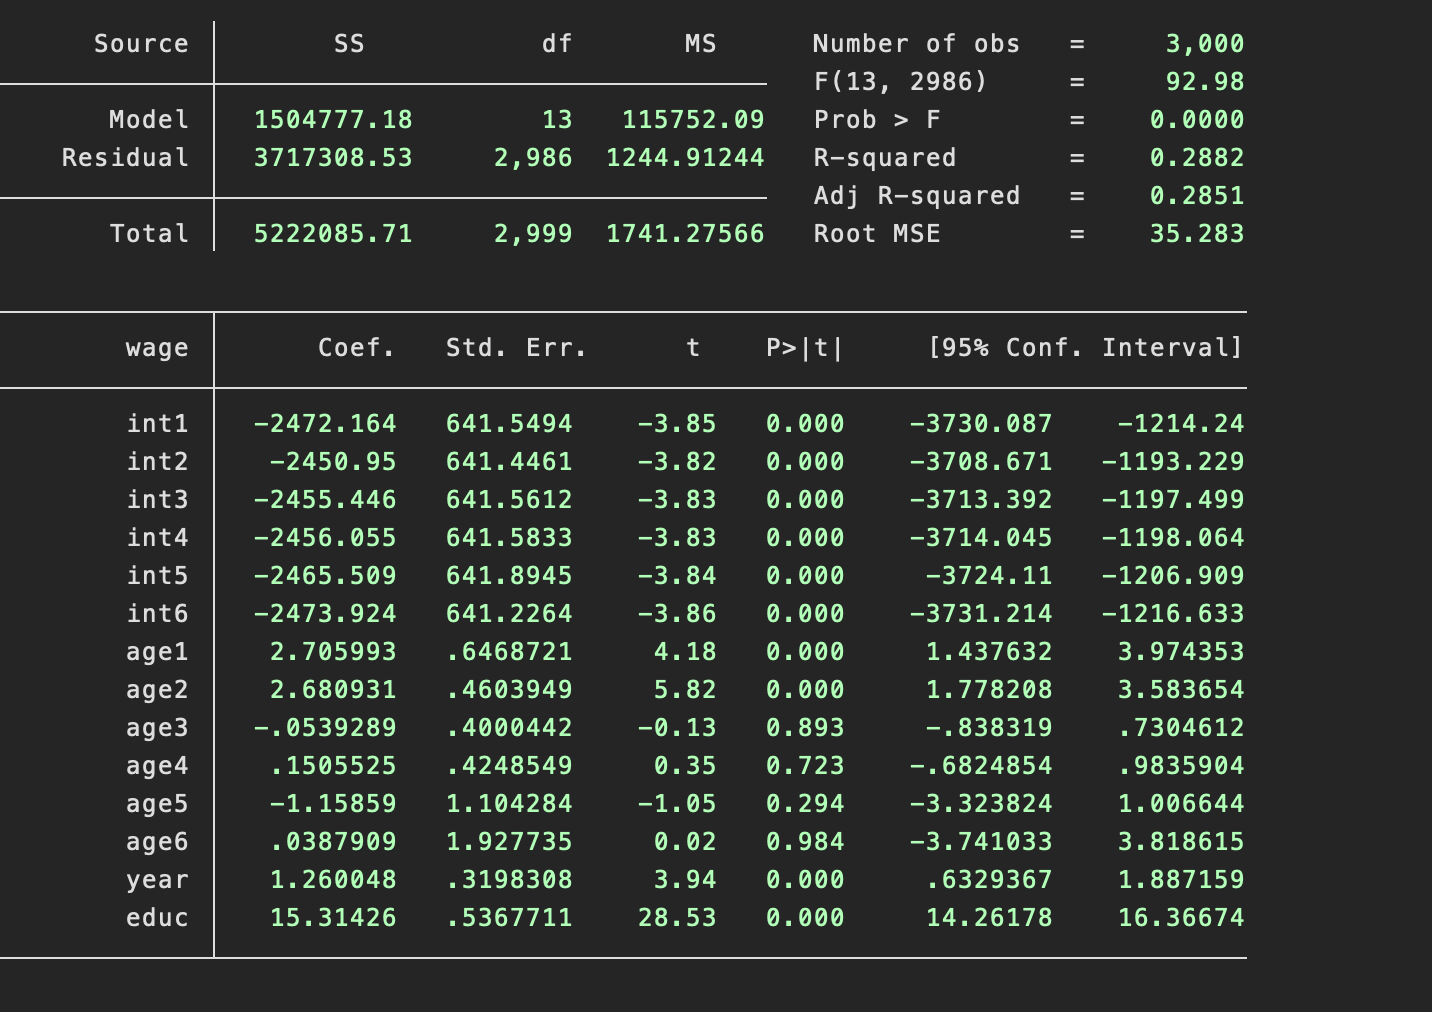 Source SS df MS Number of obs = 3,000
F(13, 2986) = 92.98
Model 1504777.18 13 115752.09 Prob > F = 0.0000
Residual 3717308.53 2,986 1244.91244 R-squared = 0.2882
Adj R-squared = 0.2851
Total 5222085.71 2,999 1741.27566 Root MSE = 35.283
wage Coef. Std. Err. t P>|t| [95% Conf. Interval]
int1 -2472.164 641.5494 -3.85 0.000 -3730.087 -1214.24
int2 -2450.95 641.4461 -3.82 0.000 -3708.671 -1193.229
int3 -2455.446 641.5612 -3.83 0.000 -3713.392 -1197.499
int4 -2456.055 641.5833 -3.83 0.000 -3714.045 -1198.064
int5 -2465.509 641.8945 -3.84 0.000 -3724.11 -1206.909
int6 -2473.924 641.2264 -3.86 0.000 -3731.214 -1216.633
age1 2.705993 .6468721 4.18 0.000 1.437632 3.974353
age2 2.680931 .4603949 5.82 0.000 1.778208 3.583654
age3 -.0539289 .4000442 -0.13 0.893 -.838319 .7304612
age4 .1505525 .4248549 0.35 0.723 -.6824854 .9835904
age5 -1.15859 1.104284 -1.05 0.294 -3.323824 1.006644
age6 .0387909 1.927735 0.02 0.984 -3.741033 3.818615
year 1.260048 .3198308 3.94 0.000 .6329367 1.887159
educ 15.31426 .5367711 28.53 0.000 14.26178 16.36674